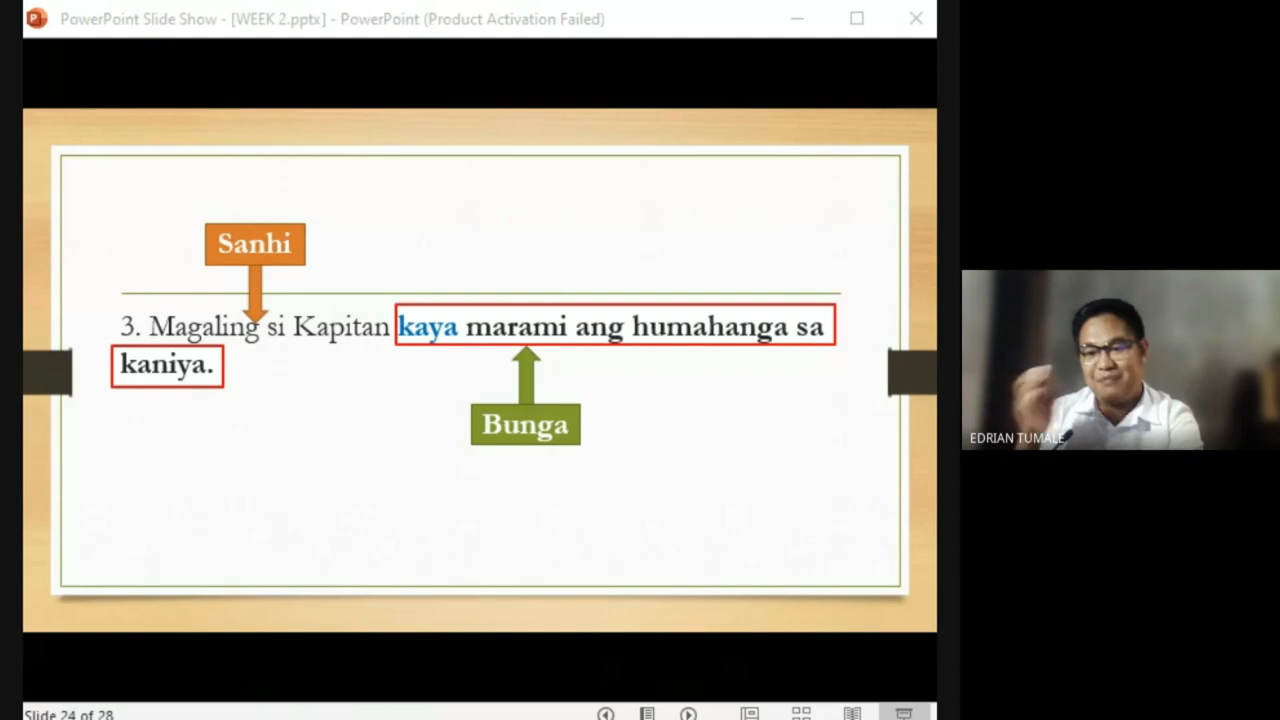 PowerPoint Slide Show - [WEEK 2.pptx] - PowerPoint (Product Activation Failed)
Sanhi
3. Magaling si Kapitan kaya marami ang humahanga sa
kaniya.
Bunga
EDRIAN TUMALE
Slide 24 of 28